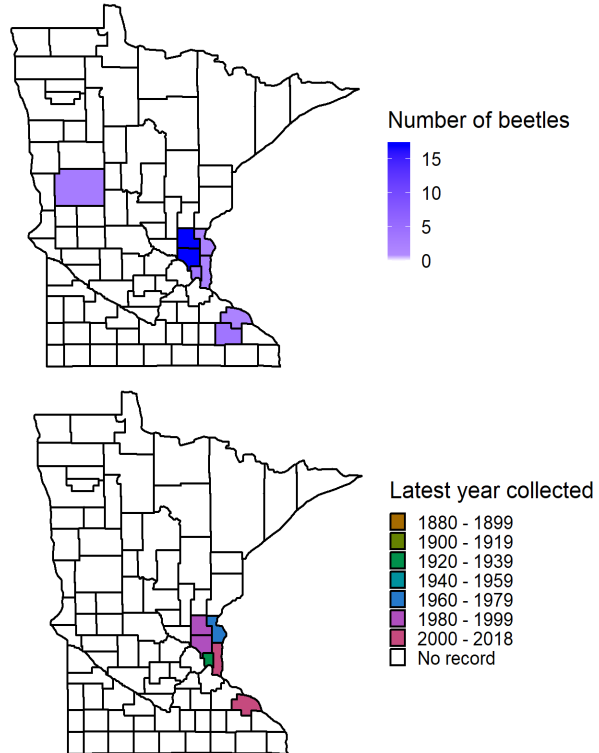 Number of beetles
15
10
5
0
Latest year collected
1880 - 1899
1900 - 1919
1920 - 1939
1940 - 1959
1960 - 1979
1980 - 1999
2000 - 2018
No record